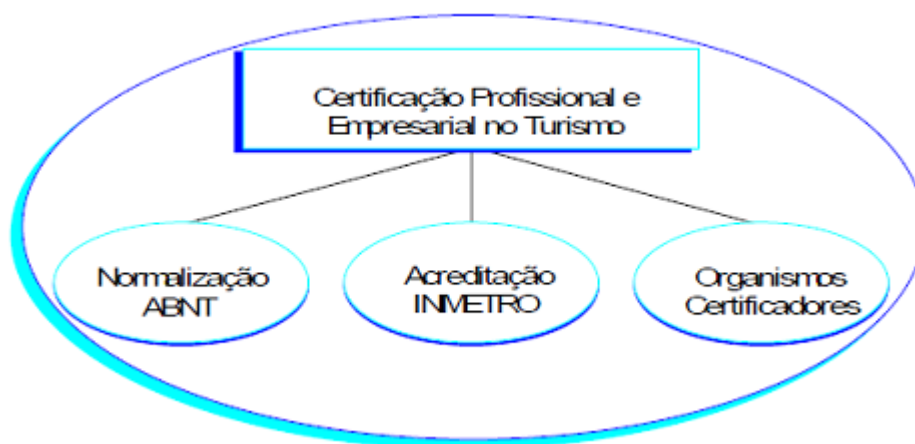 Certificação Profissional e
Empresarial no Turismo
Normalização
ABNT
Acreditação
INMETRO
Organismos
Certificadores